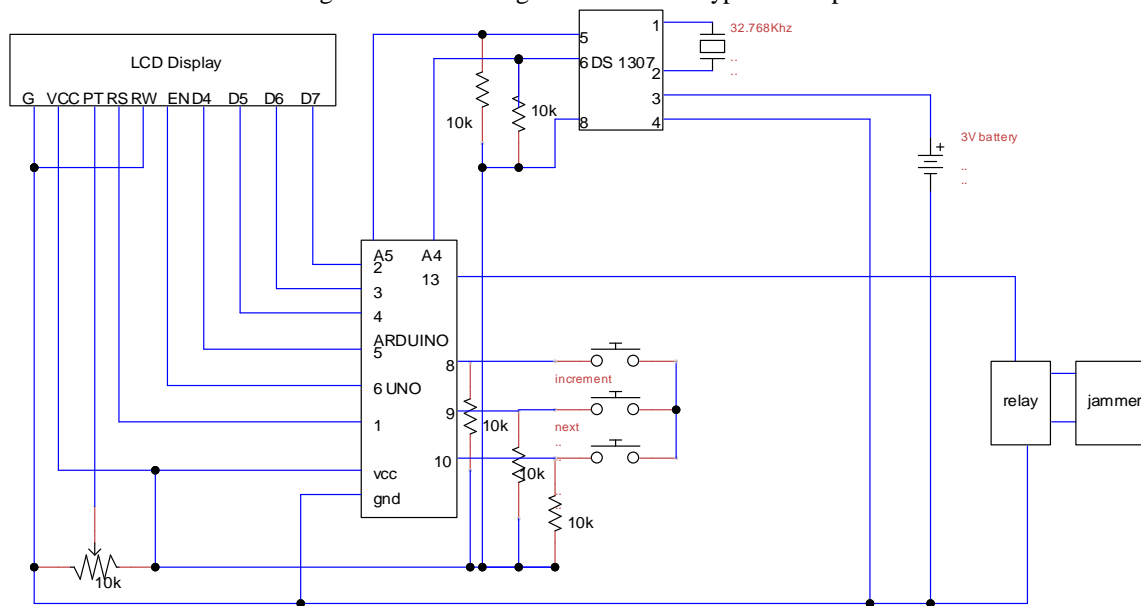 1
32.768Khz
5
LCD Display
6 DS 1307
..
..
2
G VCC PT RS RW EN D4 D5 D6 D7
3
10k
10k
8
4
+
3V battery
..
..
A5 A4
2
13
3
4
ARDUINO
5
8
6 UNO
increment
relay
jammer
9
10k
1
next
..
10
vcc
10k
..
gnd
..
10k
10k